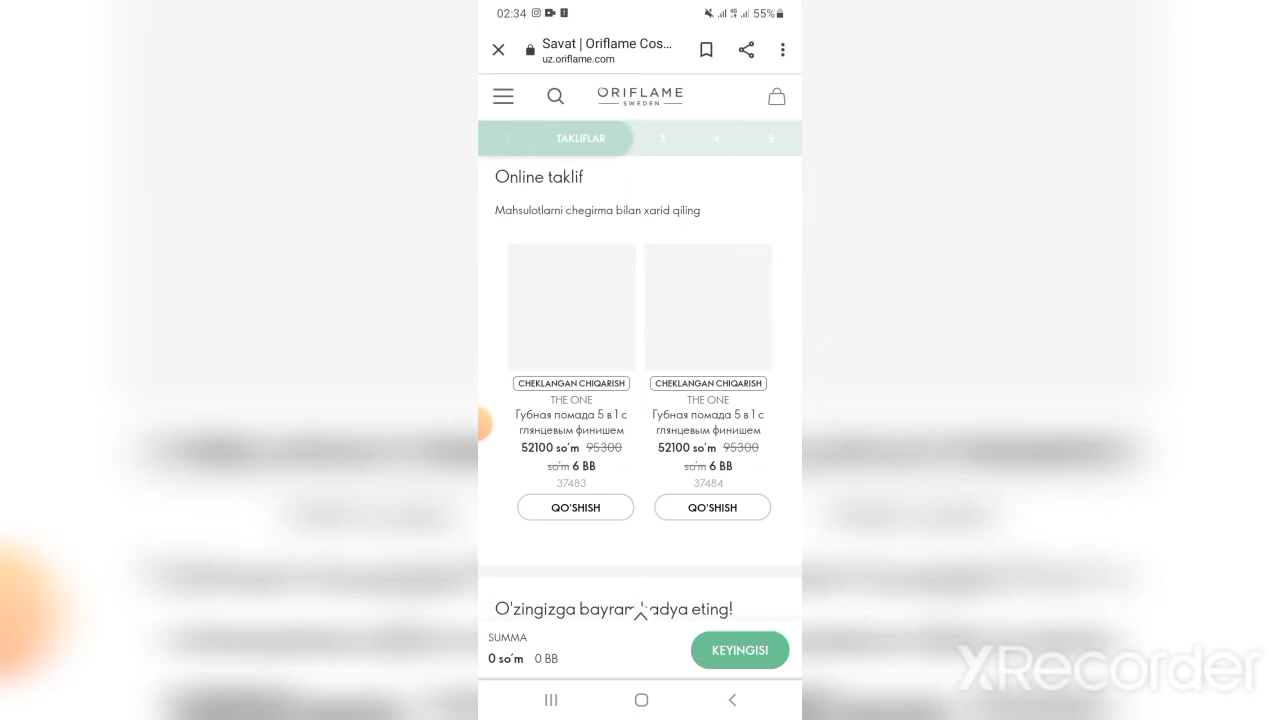 02:34 4G 55%
Savat | Oriflame Cos...
uz.oriflame.com
ORIFLAME
SWEDEN
1 TAKLIFLAR 3 4 5
Online taklif
Mahsulotlarni chegirma bilan xarid qiling
CHEKLANGAN CHIQARISH CHEKLANGAN CHIQARISH
THE ONE THE ONE
Губная помада 5 в 1 с Губная помада 5 в 1 с
глянцевым финишем глянцевым финишем
52100 so'm 95300 52100 so'm 95300
so'm 6 BB so'm 6 BB
37483 37484
QO'SHISH QO'SHISH
O'zingizga bayram hadya eting!
SUMMA
0 so'm 0 BB
KEYINGISI
XRecorder